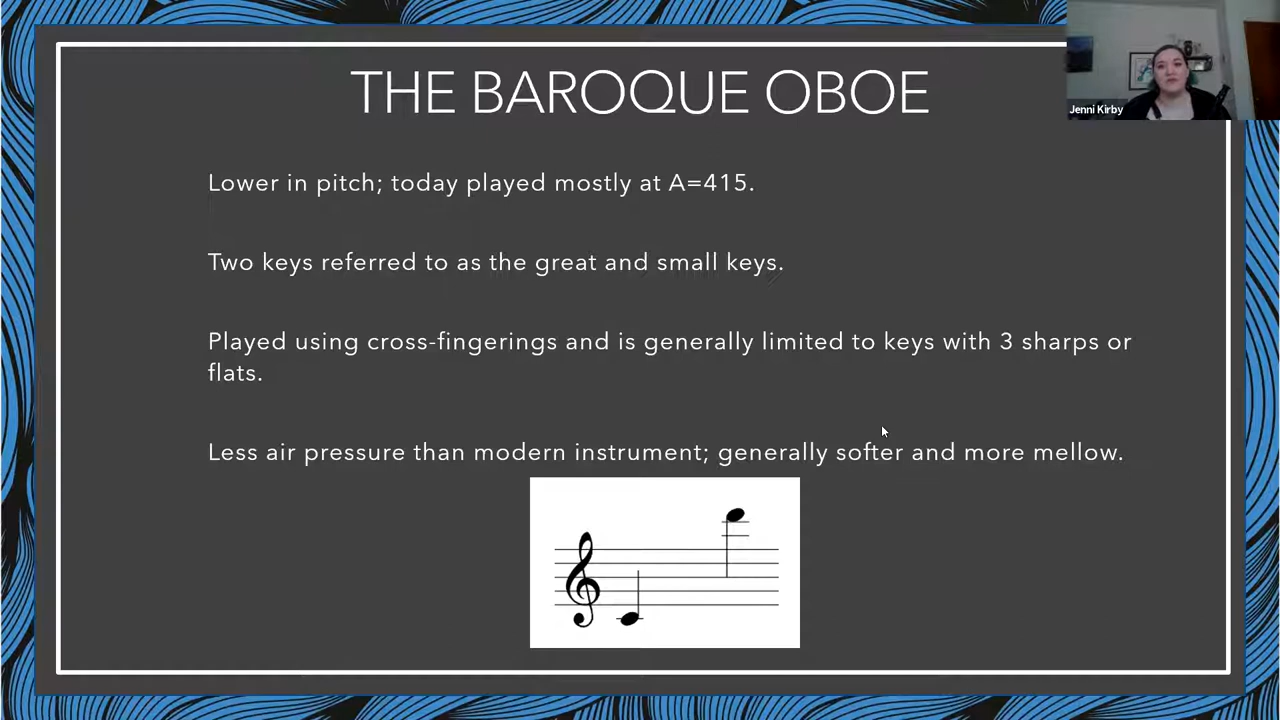 THE BAROQUE OBOE
Jenni Kirby
Lower in pitch; today played mostly at A=415.
Two keys referred to as the great and small keys.
Played using cross-fingerings and is generally limited to keys with 3 sharps or
flats.
Less air pressure than modern instrument; generally softer and more mellow.